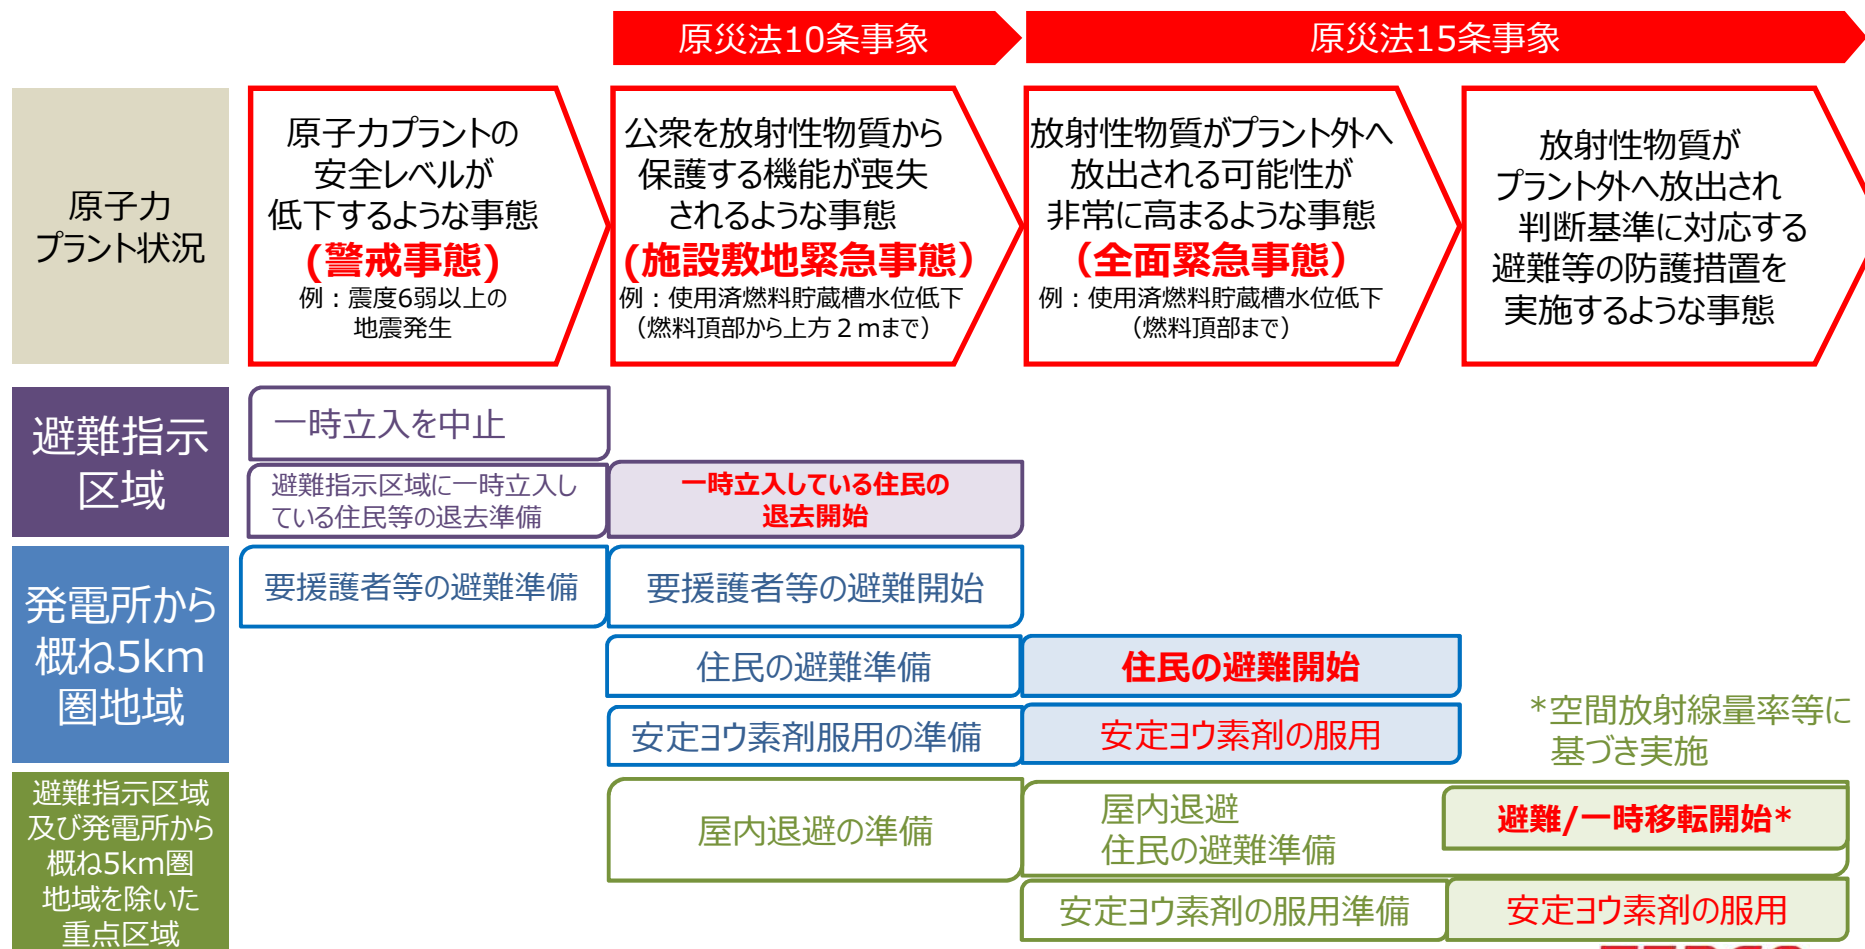 原災法10条事象
原災法15条事象
原子力
プラント状況
原子力プラントの
安全レベルが
低下するような事態
(警戒事態)
例：震度6弱以上の
地震発生
公衆を放射性物質から
保護する機能が喪失
されるような事態
(施設敷地緊急事態）
例：使用済燃料貯蔵槽水位低下
（燃料頂部から上方２ｍまで）
放射性物質がプラント外へ
放出される可能性が
非常に高まるような事態
（全面緊急事態）
例：使用済燃料貯蔵槽水位低下
（燃料頂部まで）
放射性物質が
プラント外へ放出され
判断基準に対応する
避難等の防護措置を
実施するような事態
避難指示
区域
一時立入を中止
避難指示区域に一時立入し
ている住民等の退去準備
一時立入している住民の
退去開始
発電所から
概ね5km
圏地域
要援護者等の避難準備
要援護者等の避難開始
住民の避難準備
住民の避難開始
安定ヨウ素剤服用の準備
安定ヨウ素剤の服用
*空間放射線量率等に
基づき実施
避難指示区域
及び発電所から
概ね5km圏
地域を除いた
重点区域
屋内退避の準備
屋内退避
住民の避難準備
避難/一時移転開始*
安定ヨウ素剤の服用準備
安定ヨウ素剤の服用